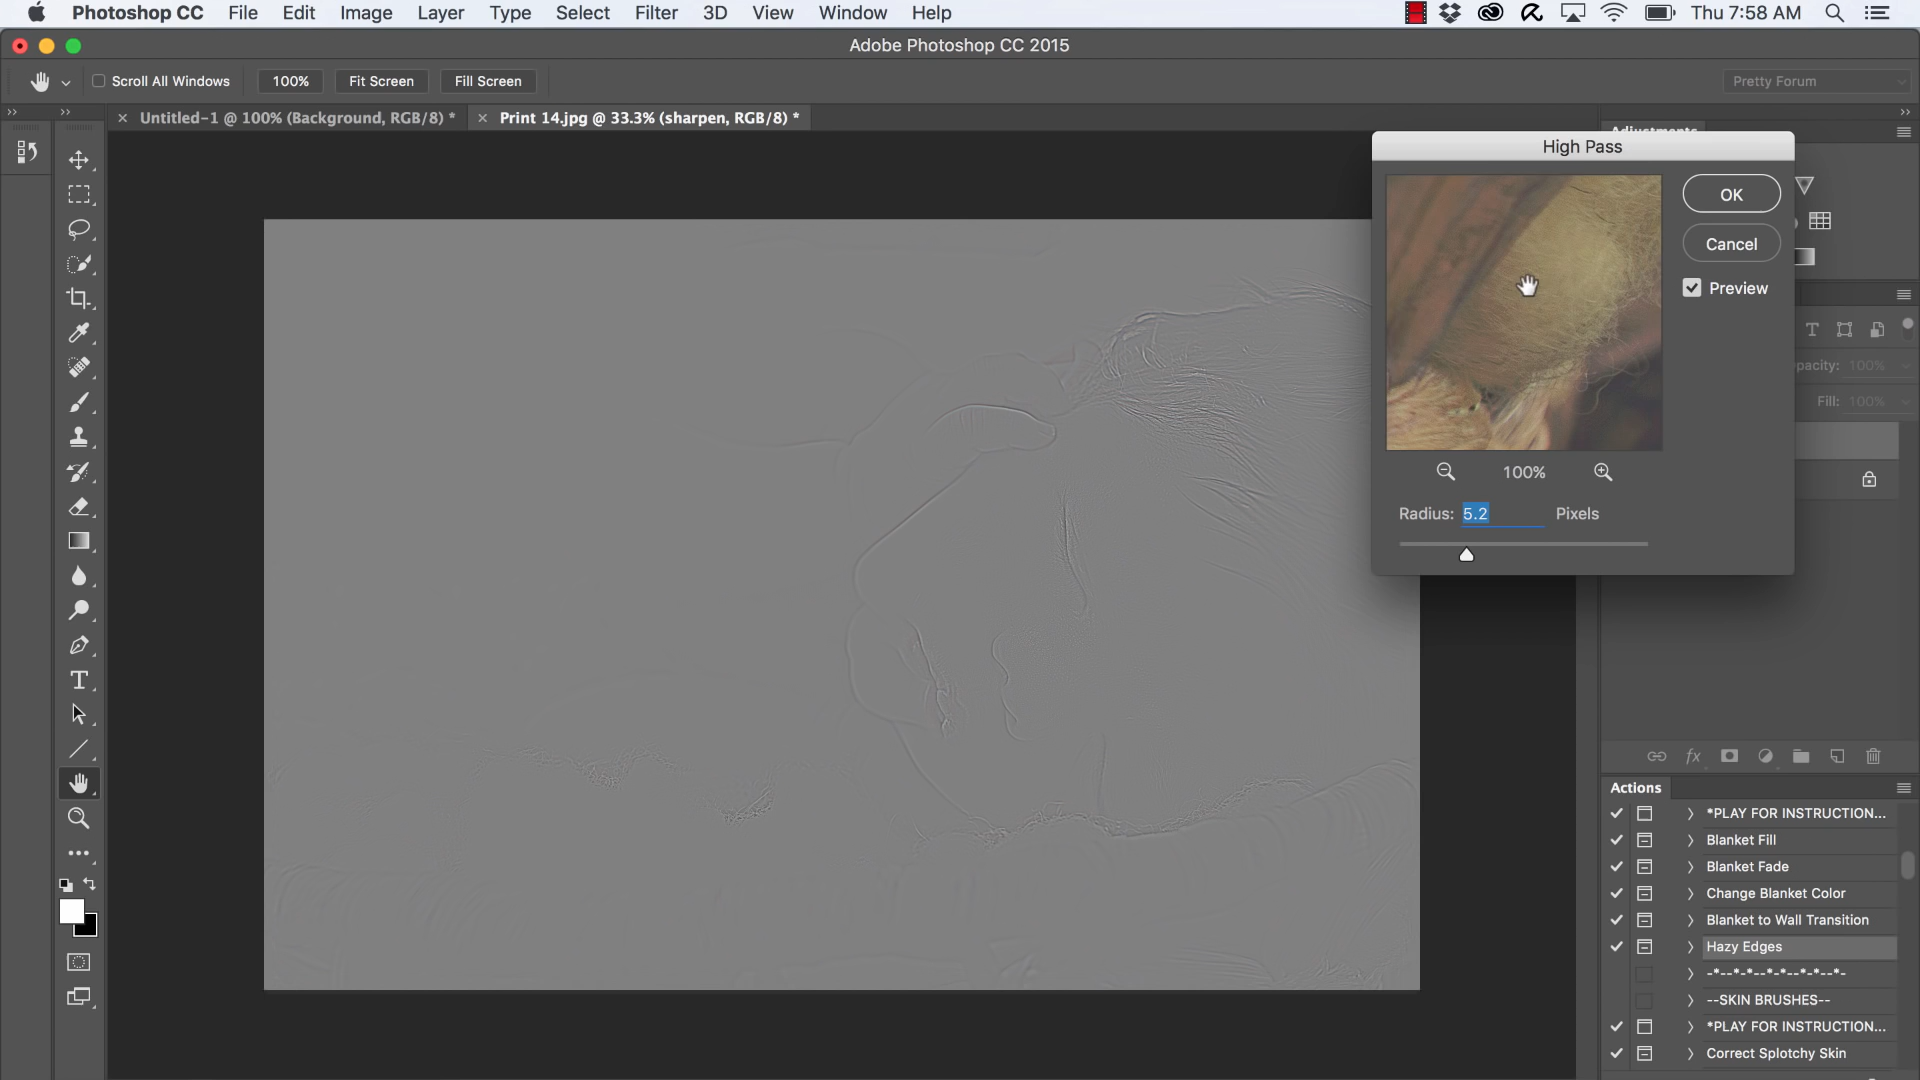 Photoshop CC File Edit Image Layer Type Select Filter 3D View Window Help Thu 7:58 AM
Adobe Photoshop CC 2015
Scroll All Windows 100% Fit Screen Fill Screen Pretty Forum
Untitled-1 @ 100% (Background, RGB/8) * Print 14.jpg @ 33.3% (sharpen, RGB/8) *
Adjustments
High Pass
OK
Cancel
Preview
100%
Radius: 5.2 Pixels
pacity: 100%
Fill: 100%
fx
Actions
*PLAY FOR INSTRUCTION...
Blanket Fill
Blanket Fade
Change Blanket Color
Blanket to Wall Transition
Hazy Edges
-*--*-*--*-*--*-*--*-
--SKIN BRUSHES--
*PLAY FOR INSTRUCTION...
Correct Splotchy Skin